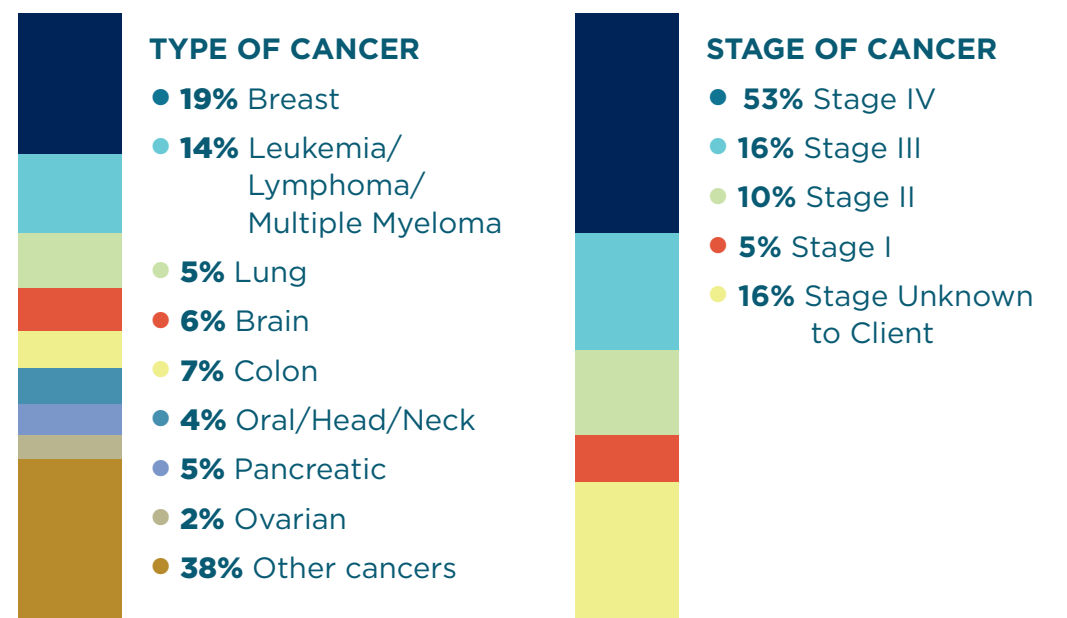 TYPE OF CANCER
19% Breast
14% Leukemia/
Lymphoma/
Multiple Myeloma
5% Lung
6% Brain
7% Colon
4% Oral/Head/Neck
5% Pancreatic
2% Ovarian
38% Other cancers
STAGE OF CANCER
53% Stage IV
16% Stage III
10% Stage II
5% Stage I
16% Stage Unknown
to Client